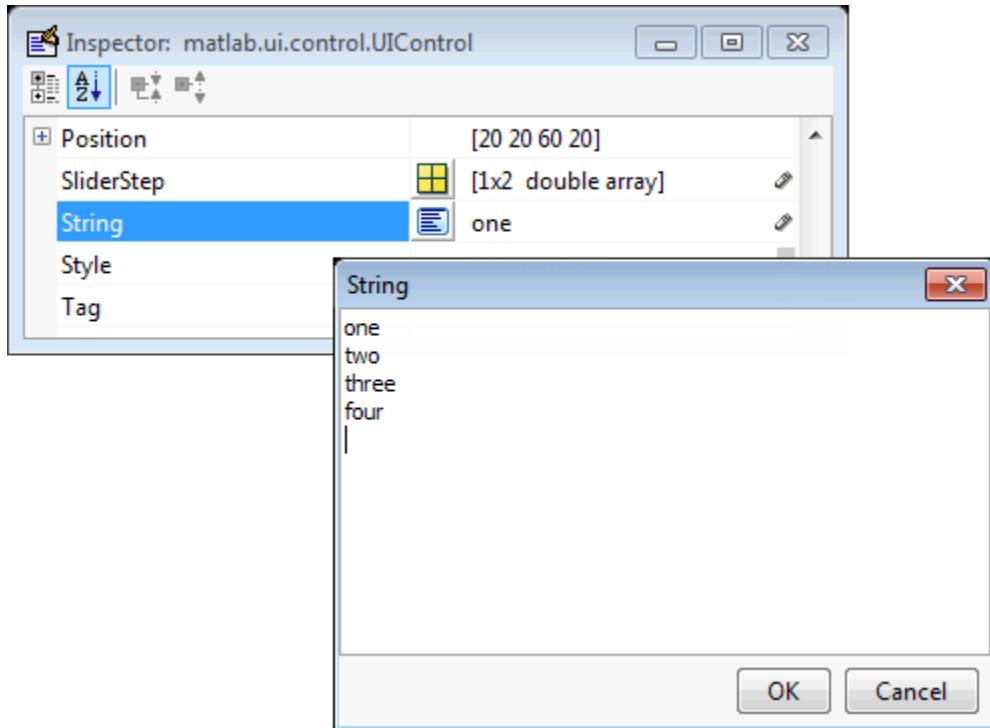 Inspector: matlab.ui.control.UIControl
A
Z
Position [20 20 60 20]
SliderStep [1x2 double array]
String one
Style
Tag
String
one
two
three
four
OK Cancel